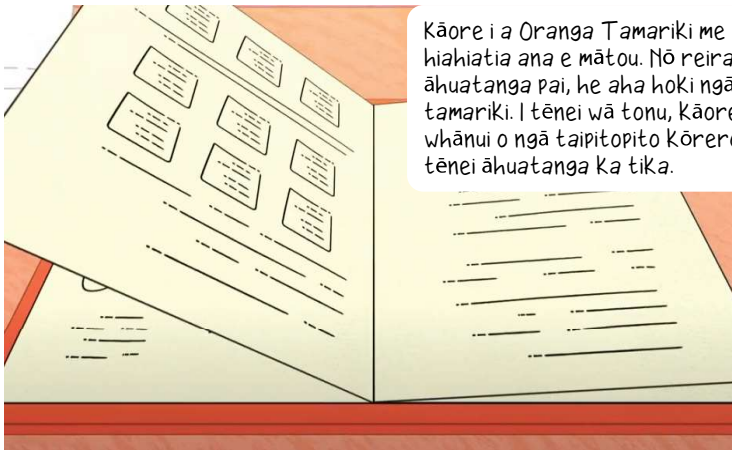 Kāore i a Oranga Tamariki me
hiahiatia ana e mātou. Nō reira
āhuatanga pai, he aha hoki ngā
tamariki. I tēnei wā tonu, kāore
whānui o ngā taipitopito kōrero
tēnei āhuatanga ka tika.